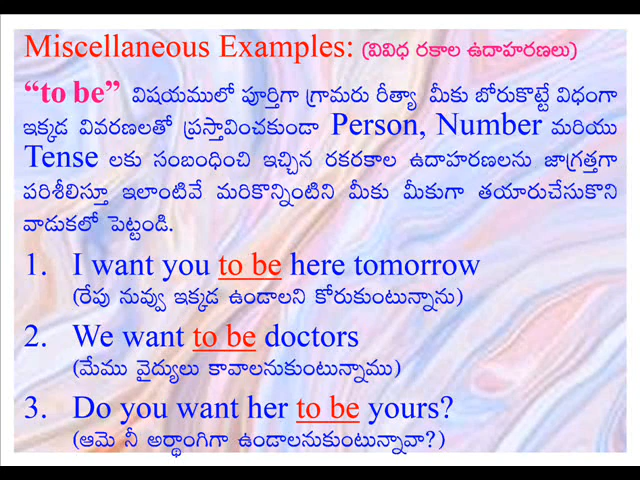 Miscellaneous Examples: (వివిధ రకాల ఉదాహరణలు)
“to be” విషయములో పూర్తిగా గ్రామరు రీత్యా మీకు బోరుకొట్టే విధంగా
ఇక్కడ వివరణలతో ప్రస్తావించకుండా Person, Number మరియు
Tense లకు సంబంధించి ఇచ్చిన రకరకాల ఉదాహరణలను జాగ్రత్తగా
పరిశీలిస్తూ ఇలాంటివే మరికొన్నింటిని మీకు మీకుగా తయారుచేసుకొని
వాడుకలో పెట్టండి.
1. I want you to be here tomorrow
(రేపు నువ్వు ఇక్కడ ఉండాలని కోరుకుంటున్నాను)
2. We want to be doctors
(మేము వైద్యులు కావాలనుకుంటున్నాము)
3. Do you want her to be yours?
(ఆమె నీ అర్థాంగిగా ఉండాలనుకుంటున్నావా?)